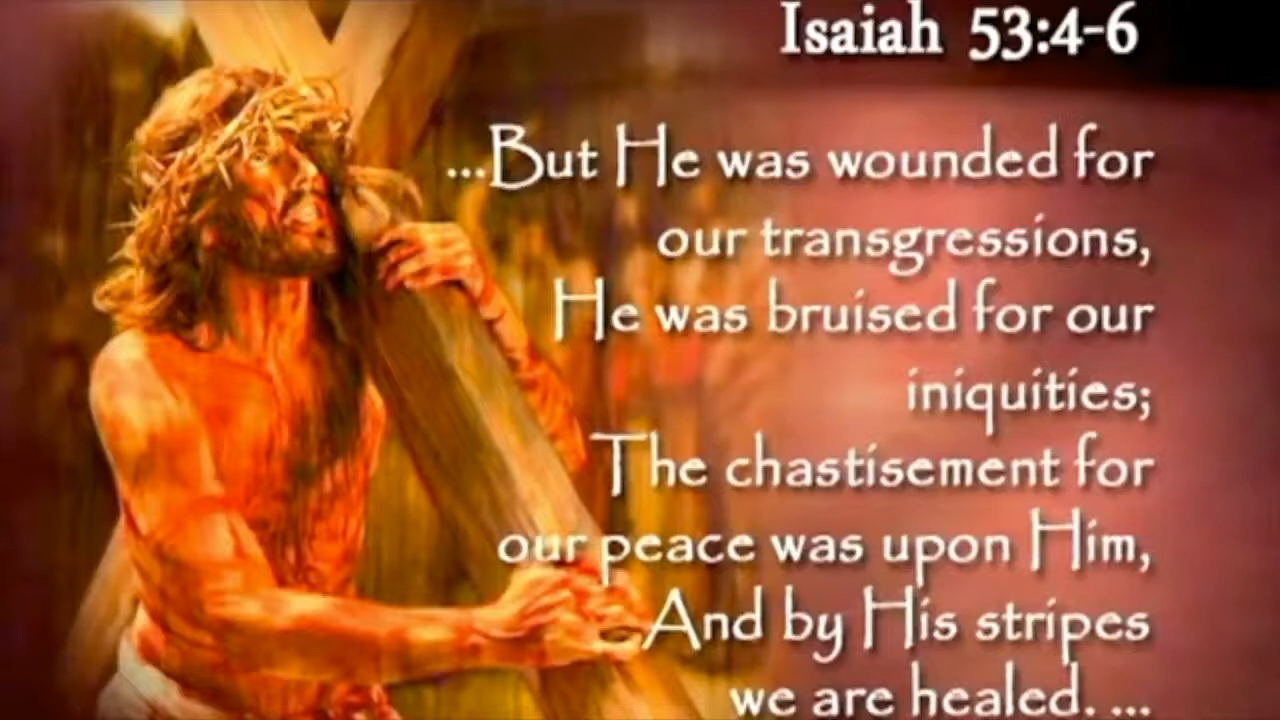 Isaiah 53:4-6
...But He was wounded for
our transgressions,
He was bruised for our
iniquities;
The chastisement for
our peace was upon Him,
And by His stripes
we are healed. ...